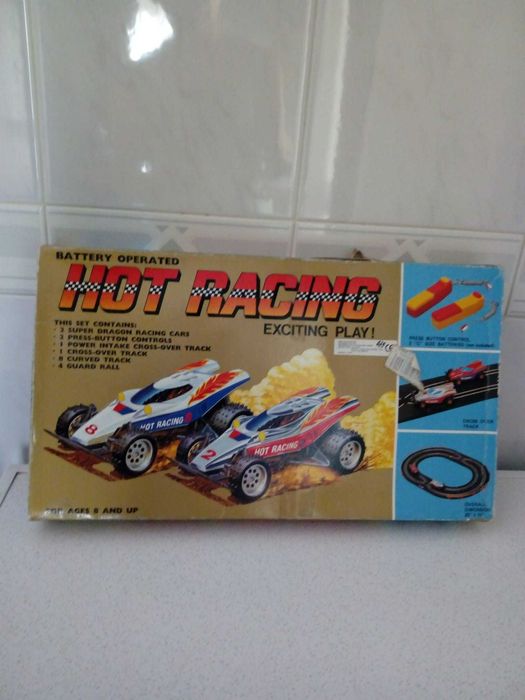 BATTERY OPERATED
HOT RACING
EXCITING PLAY!
THIS SET CONTAINS:
• 2 SUPER DRAGON RACING CARS
• 2 PRESS-BUTTON CONTROLS
• 1 POWER INTAKE CROSS-OVER TRACK
• 1 CROSS-OVER TRACK
• 8 CURVED TRACK
• 4 GUARD RALL
8
HOT RACING
2
HOT RACING
FOR AGES 8 AND UP
PRESS BUTTON CONTROL
CROSS OVER
TRACK
OVERALL